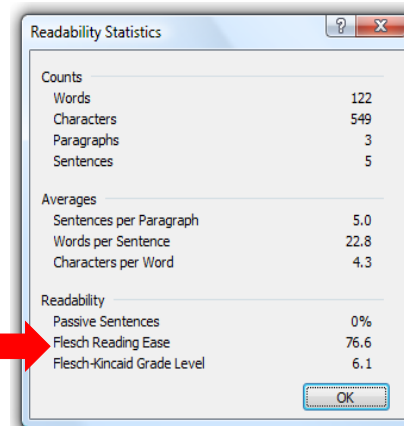 Readability Statistics
Counts
Words 122
Characters 549
Paragraphs 3
Sentences 5
Averages
Sentences per Paragraph 5.0
Words per Sentence 22.8
Characters per Word 4.3
Readability
Passive Sentences 0%
Flesch Reading Ease 76.6
Flesch-Kincaid Grade Level 6.1
OK